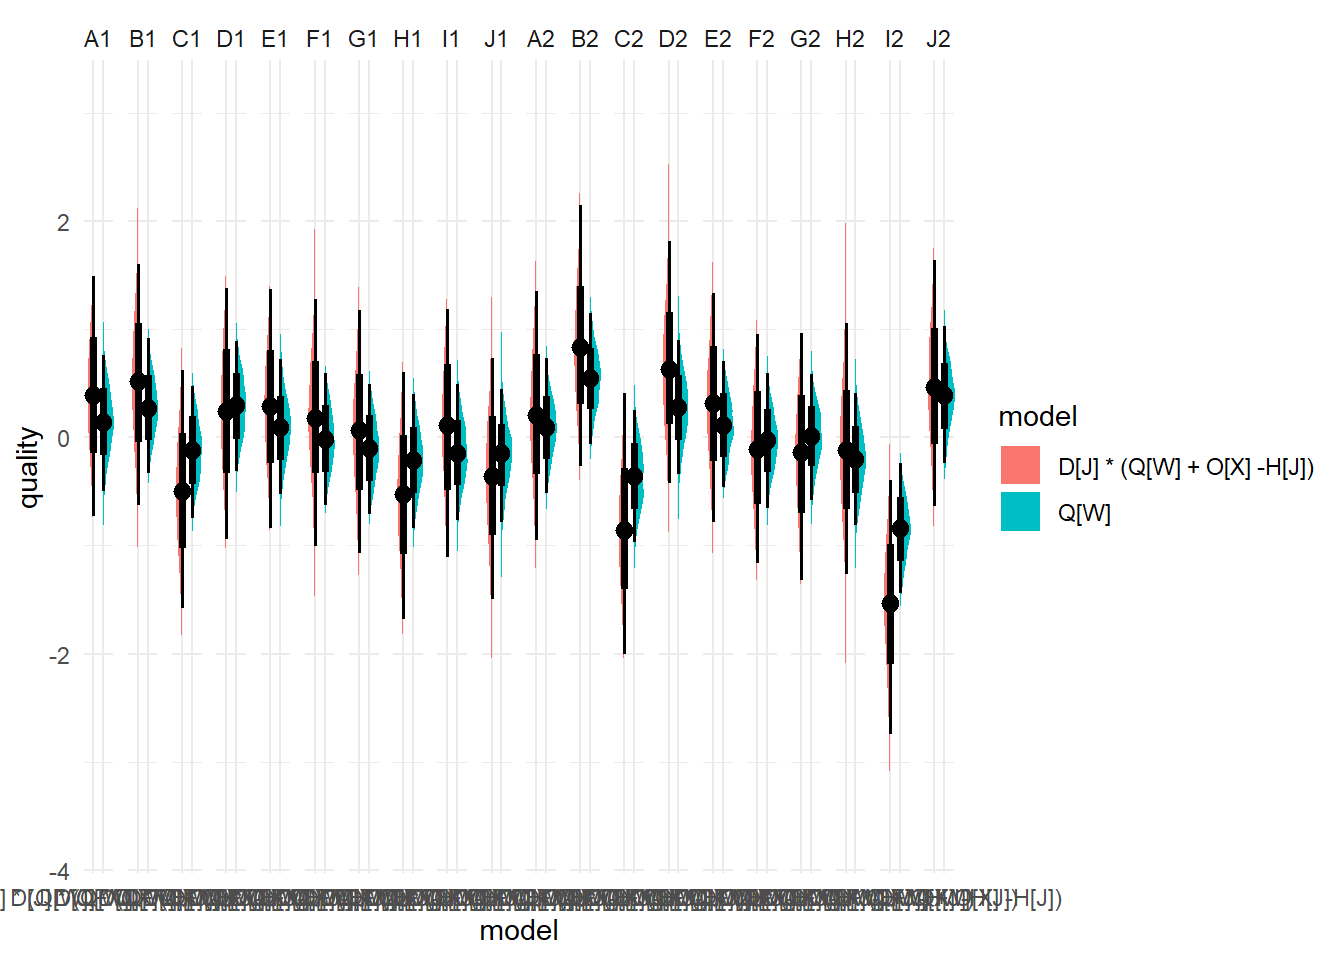 A1 B1 C1 D1 E1 F1 G1 H1 I1 J1 A2 B2 C2 D2 E2 F2 G2 H2 I2 J2
2
0
-2
-4
quality
model
D[J] * (Q[W] + O[X] -H[J])
Q[W]
model